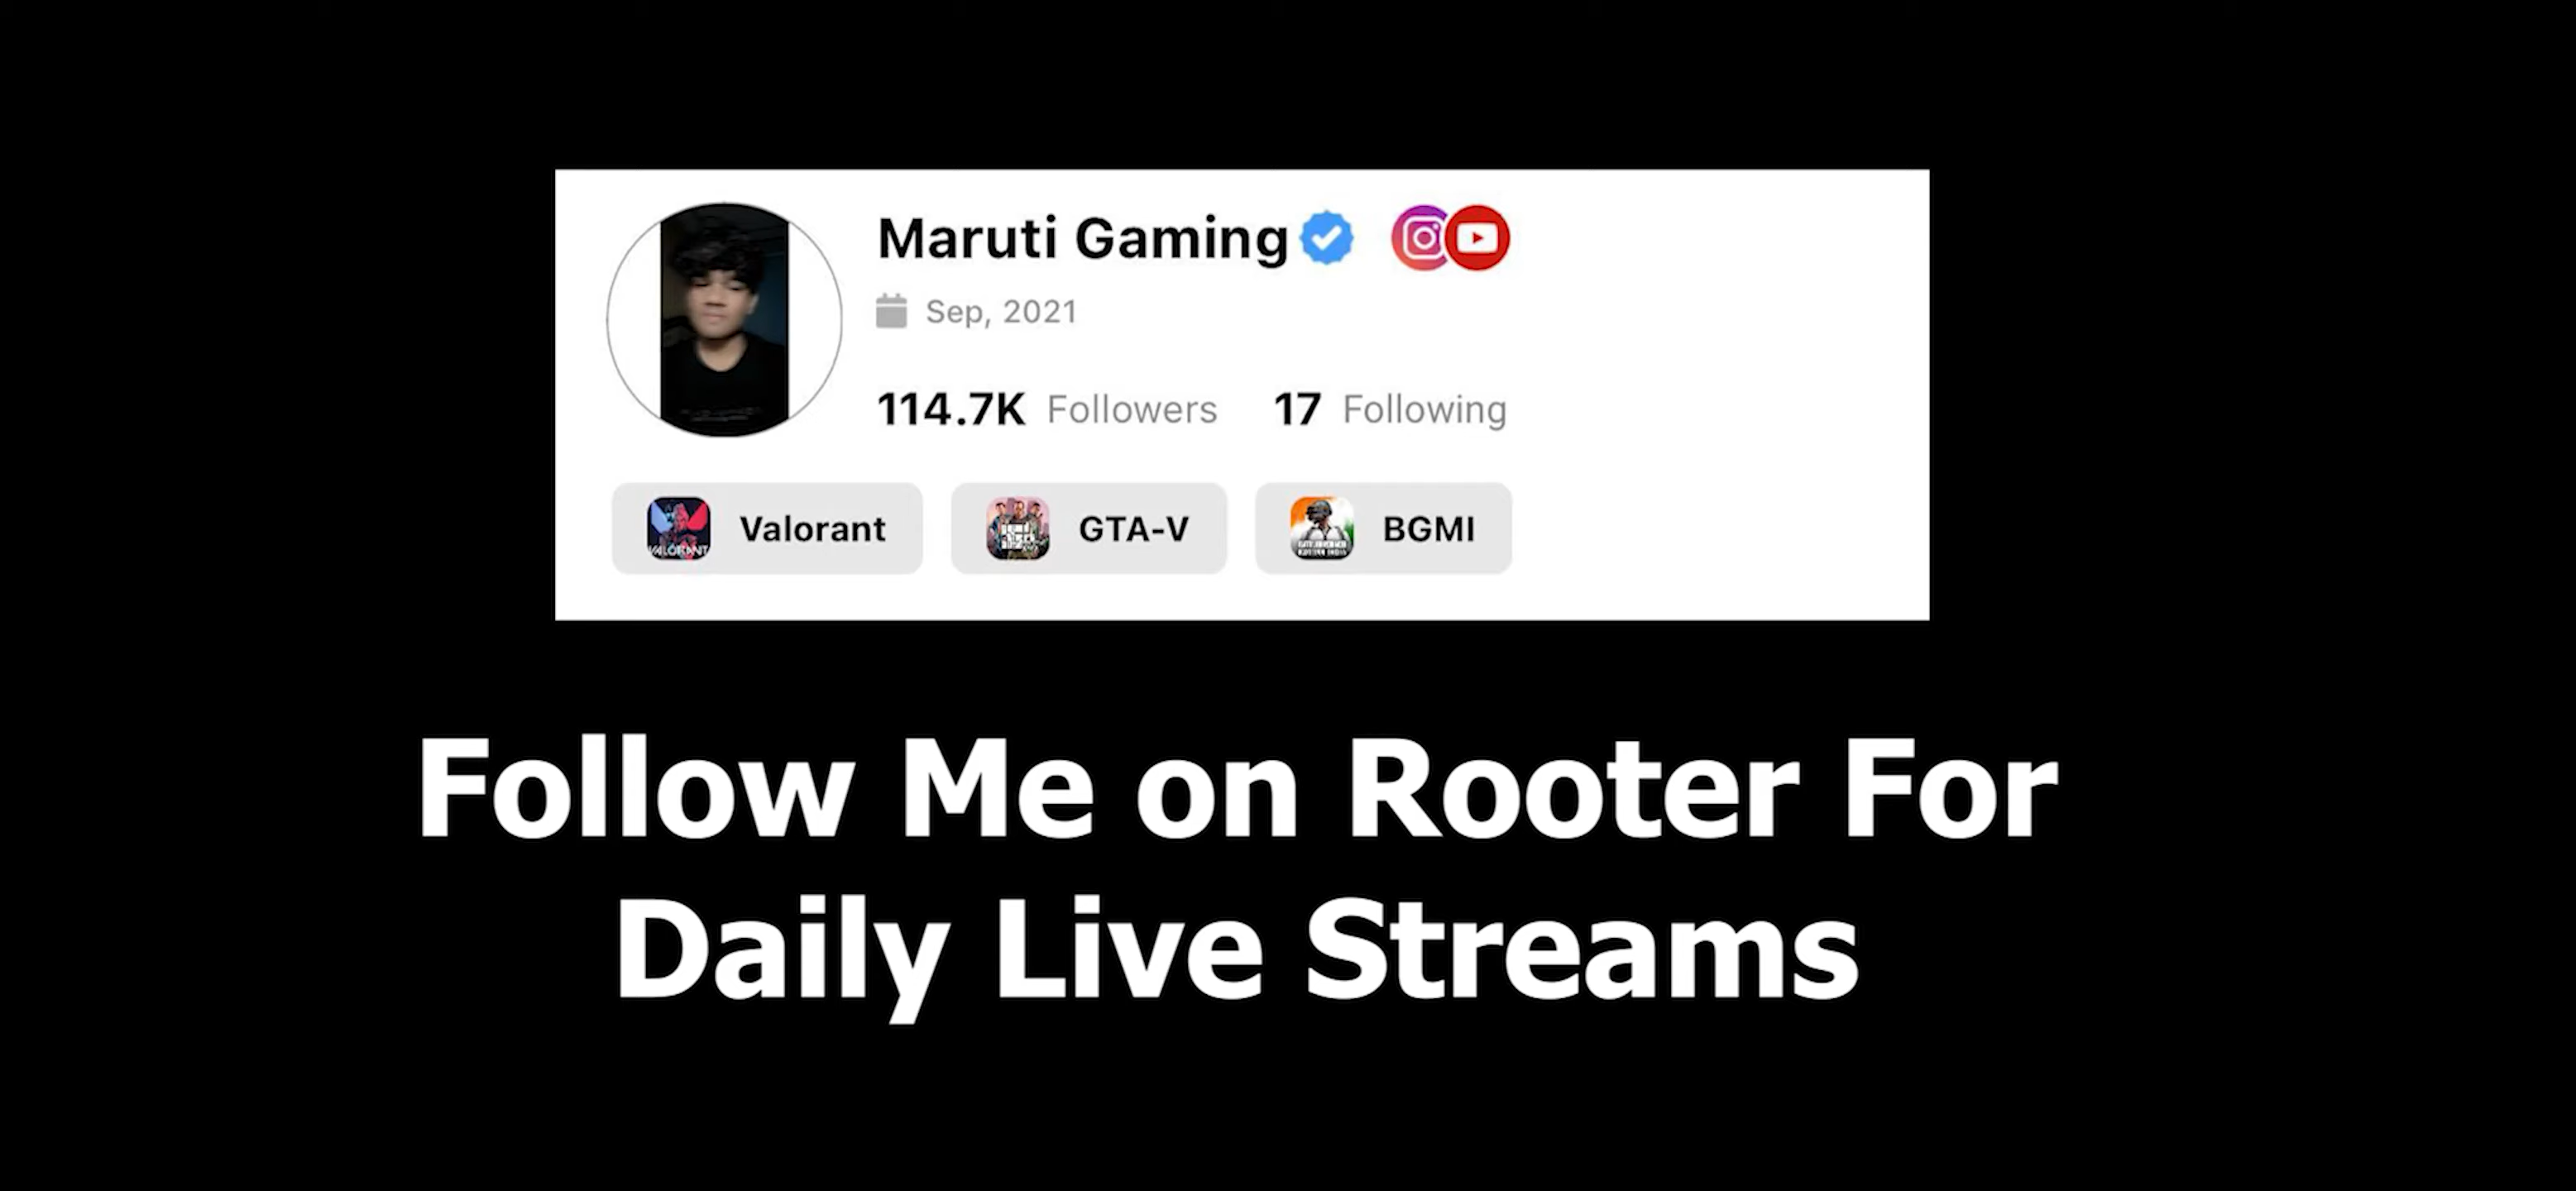 Maruti Gaming
Sep, 2021
114.7K Followers 17 Following
VALORANT Valorant GTA-V BGMI
Follow Me on Rooter For
Daily Live Streams